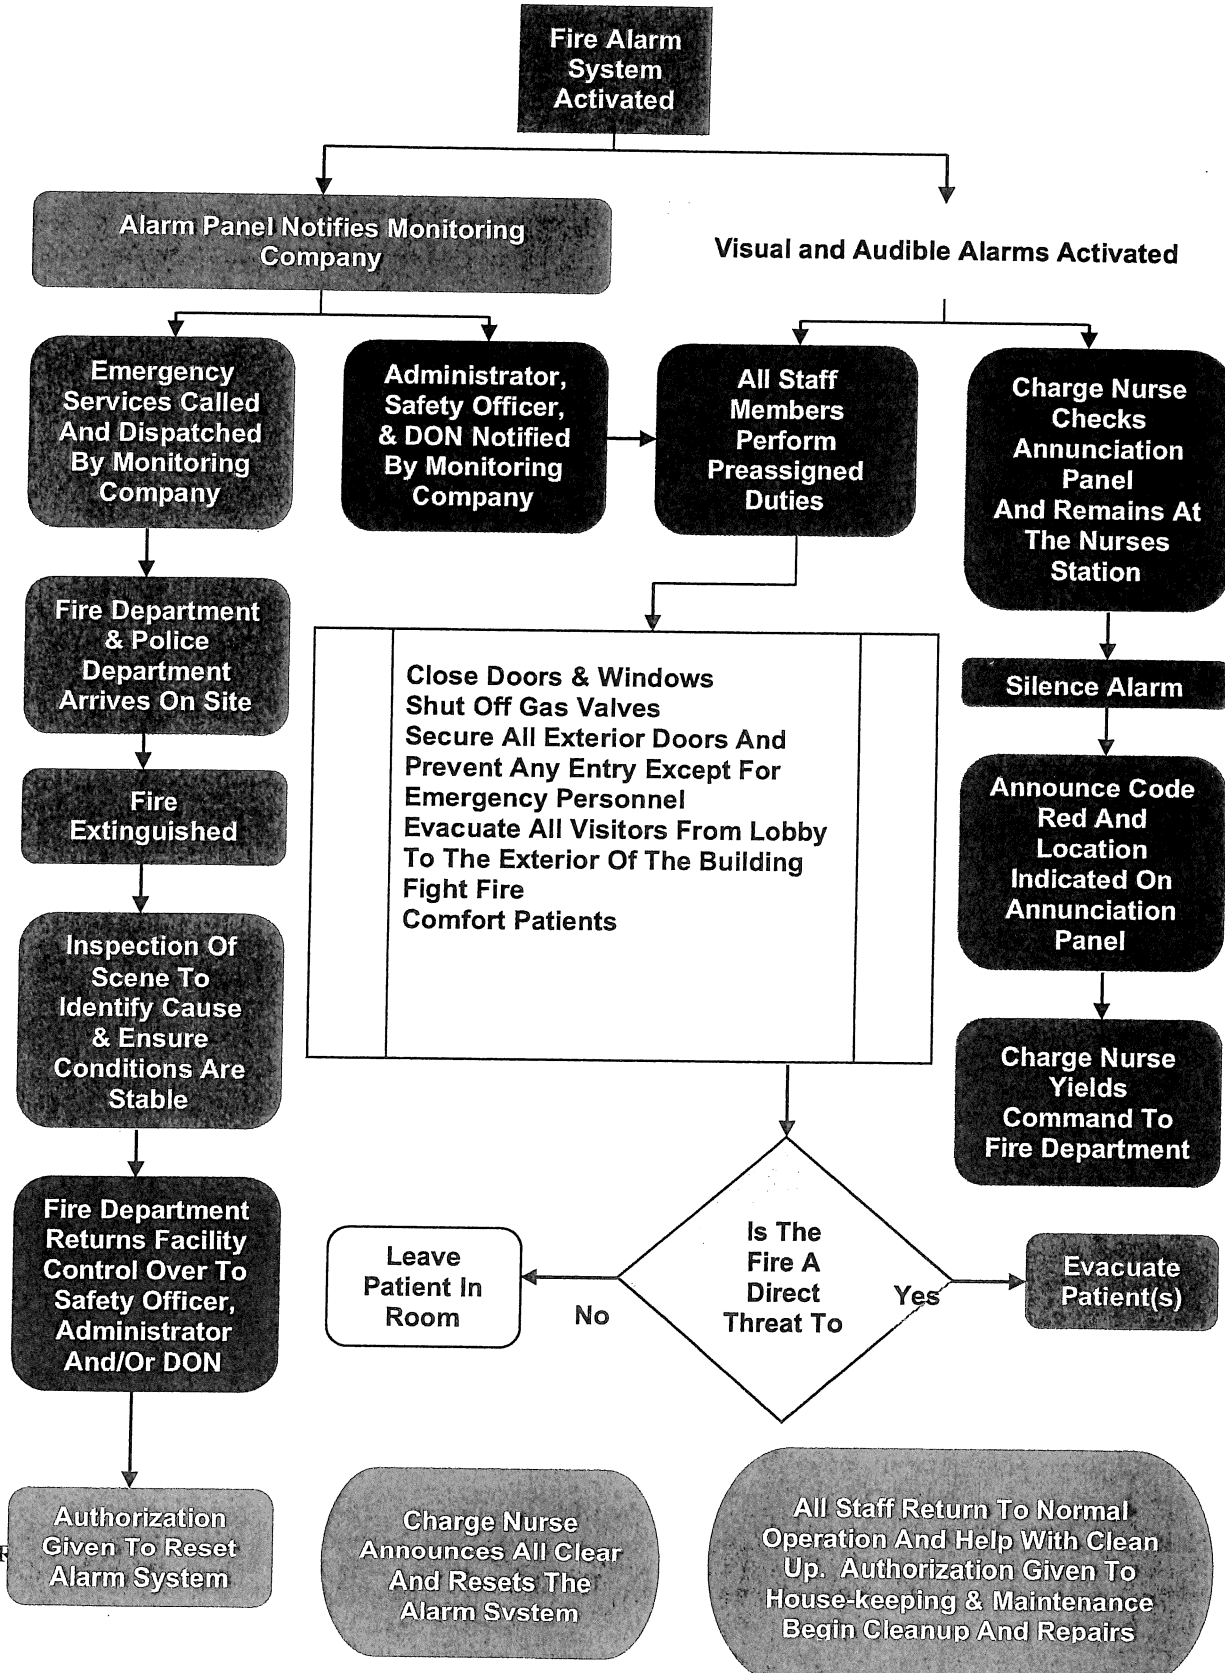 Fire Alarm
System
Activated
Alarm Panel Notifies Monitoring
Company
Visual and Audible Alarms Activated
Emergency
Services Called
And Dispatched
By Monitoring
Company
Administrator,
Safety Officer,
& DON Notified
By Monitoring
Company
All Staff
Members
Perform
Preassigned
Duties
Charge Nurse
Checks
Annunciation
Panel
And Remains At
The Nurses
Station
Fire Department
& Police
Department
Arrives On Site
Silence Alarm
Close Doors & Windows
Shut Off Gas Valves
Secure All Exterior Doors And
Prevent Any Entry Except For
Emergency Personnel
Evacuate All Visitors From Lobby
To The Exterior Of The Building
Fight Fire
Comfort Patients
Fire
Extinguished
Announce Code
Red And
Location
Indicated On
Annunciation
Panel
Inspection Of
Scene To
Identify Cause
& Ensure
Conditions Are
Stable
Charge Nurse
Yields
Command To
Fire Department
Fire Department
Returns Facility
Control Over To
Safety Officer,
Administrator
And/Or DON
Leave
Patient In
Room
No
Is The
Fire A
Direct
Threat To
Yes
Evacuate
Patient(s)
Authorization
Given To Reset
Alarm System
Charge Nurse
Announces All Clear
And Resets The
Alarm System
All Staff Return To Normal
Operation And Help With Clean
Up. Authorization Given To
House-keeping & Maintenance
Begin Cleanup And Repairs